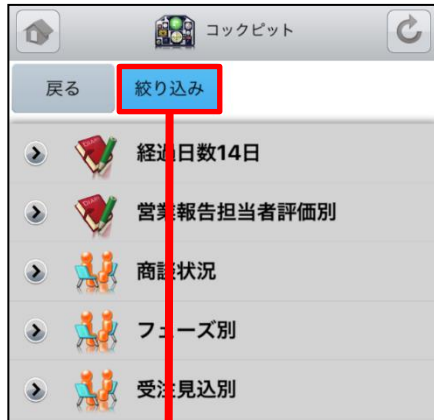 コックピット
戻る
絞り込み
経過日数14日
営業報告担当者評価別
商談状況
フェーズ別
受注見込別